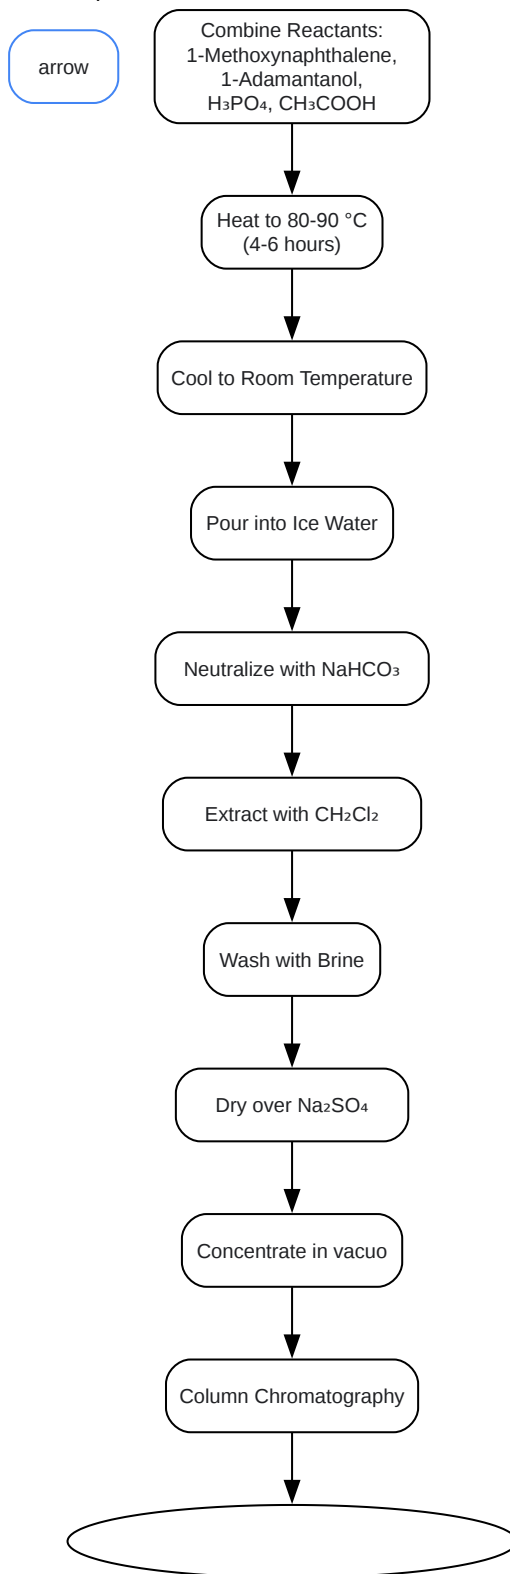 arrow
Combine Reactants:
1-Methoxynaphthalene,
1-Adamantanol,
H₃PO₄, CH₃COOH
Heat to 80-90 °C
(4-6 hours)
Cool to Room Temperature
Pour into Ice Water
Neutralize with NaHCO₃
Extract with CH₂Cl₂
Wash with Brine
Dry over Na₂SO₄
Concentrate in vacuo
Column Chromatography